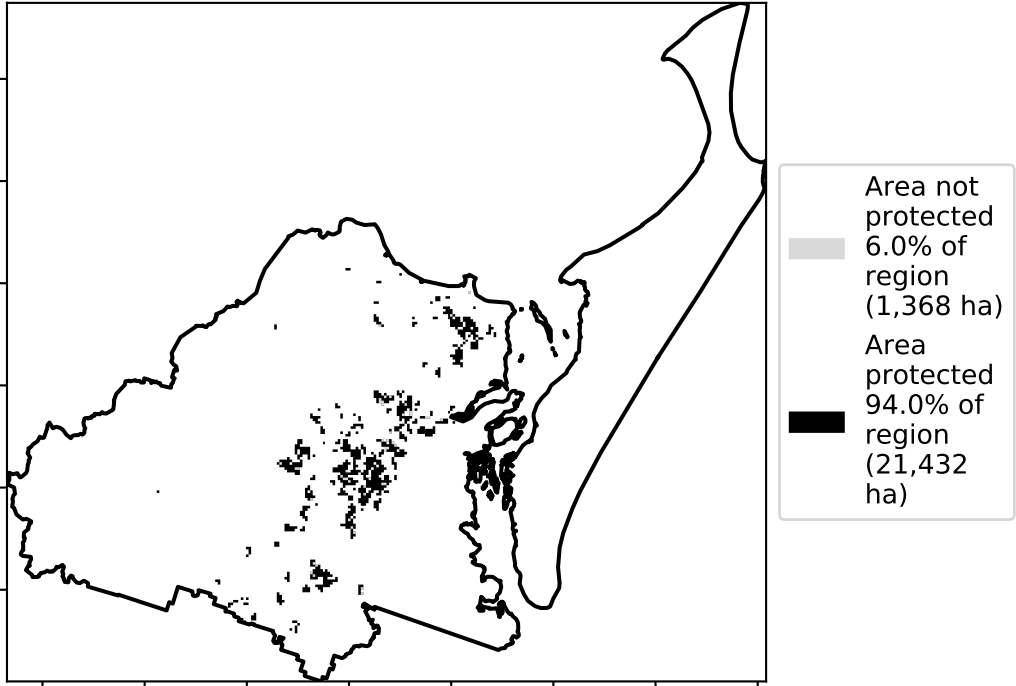 Area not
protected
6.0% of
region
(1,368 ha)
Area
protected
94.0% of
region
(21,432
ha)